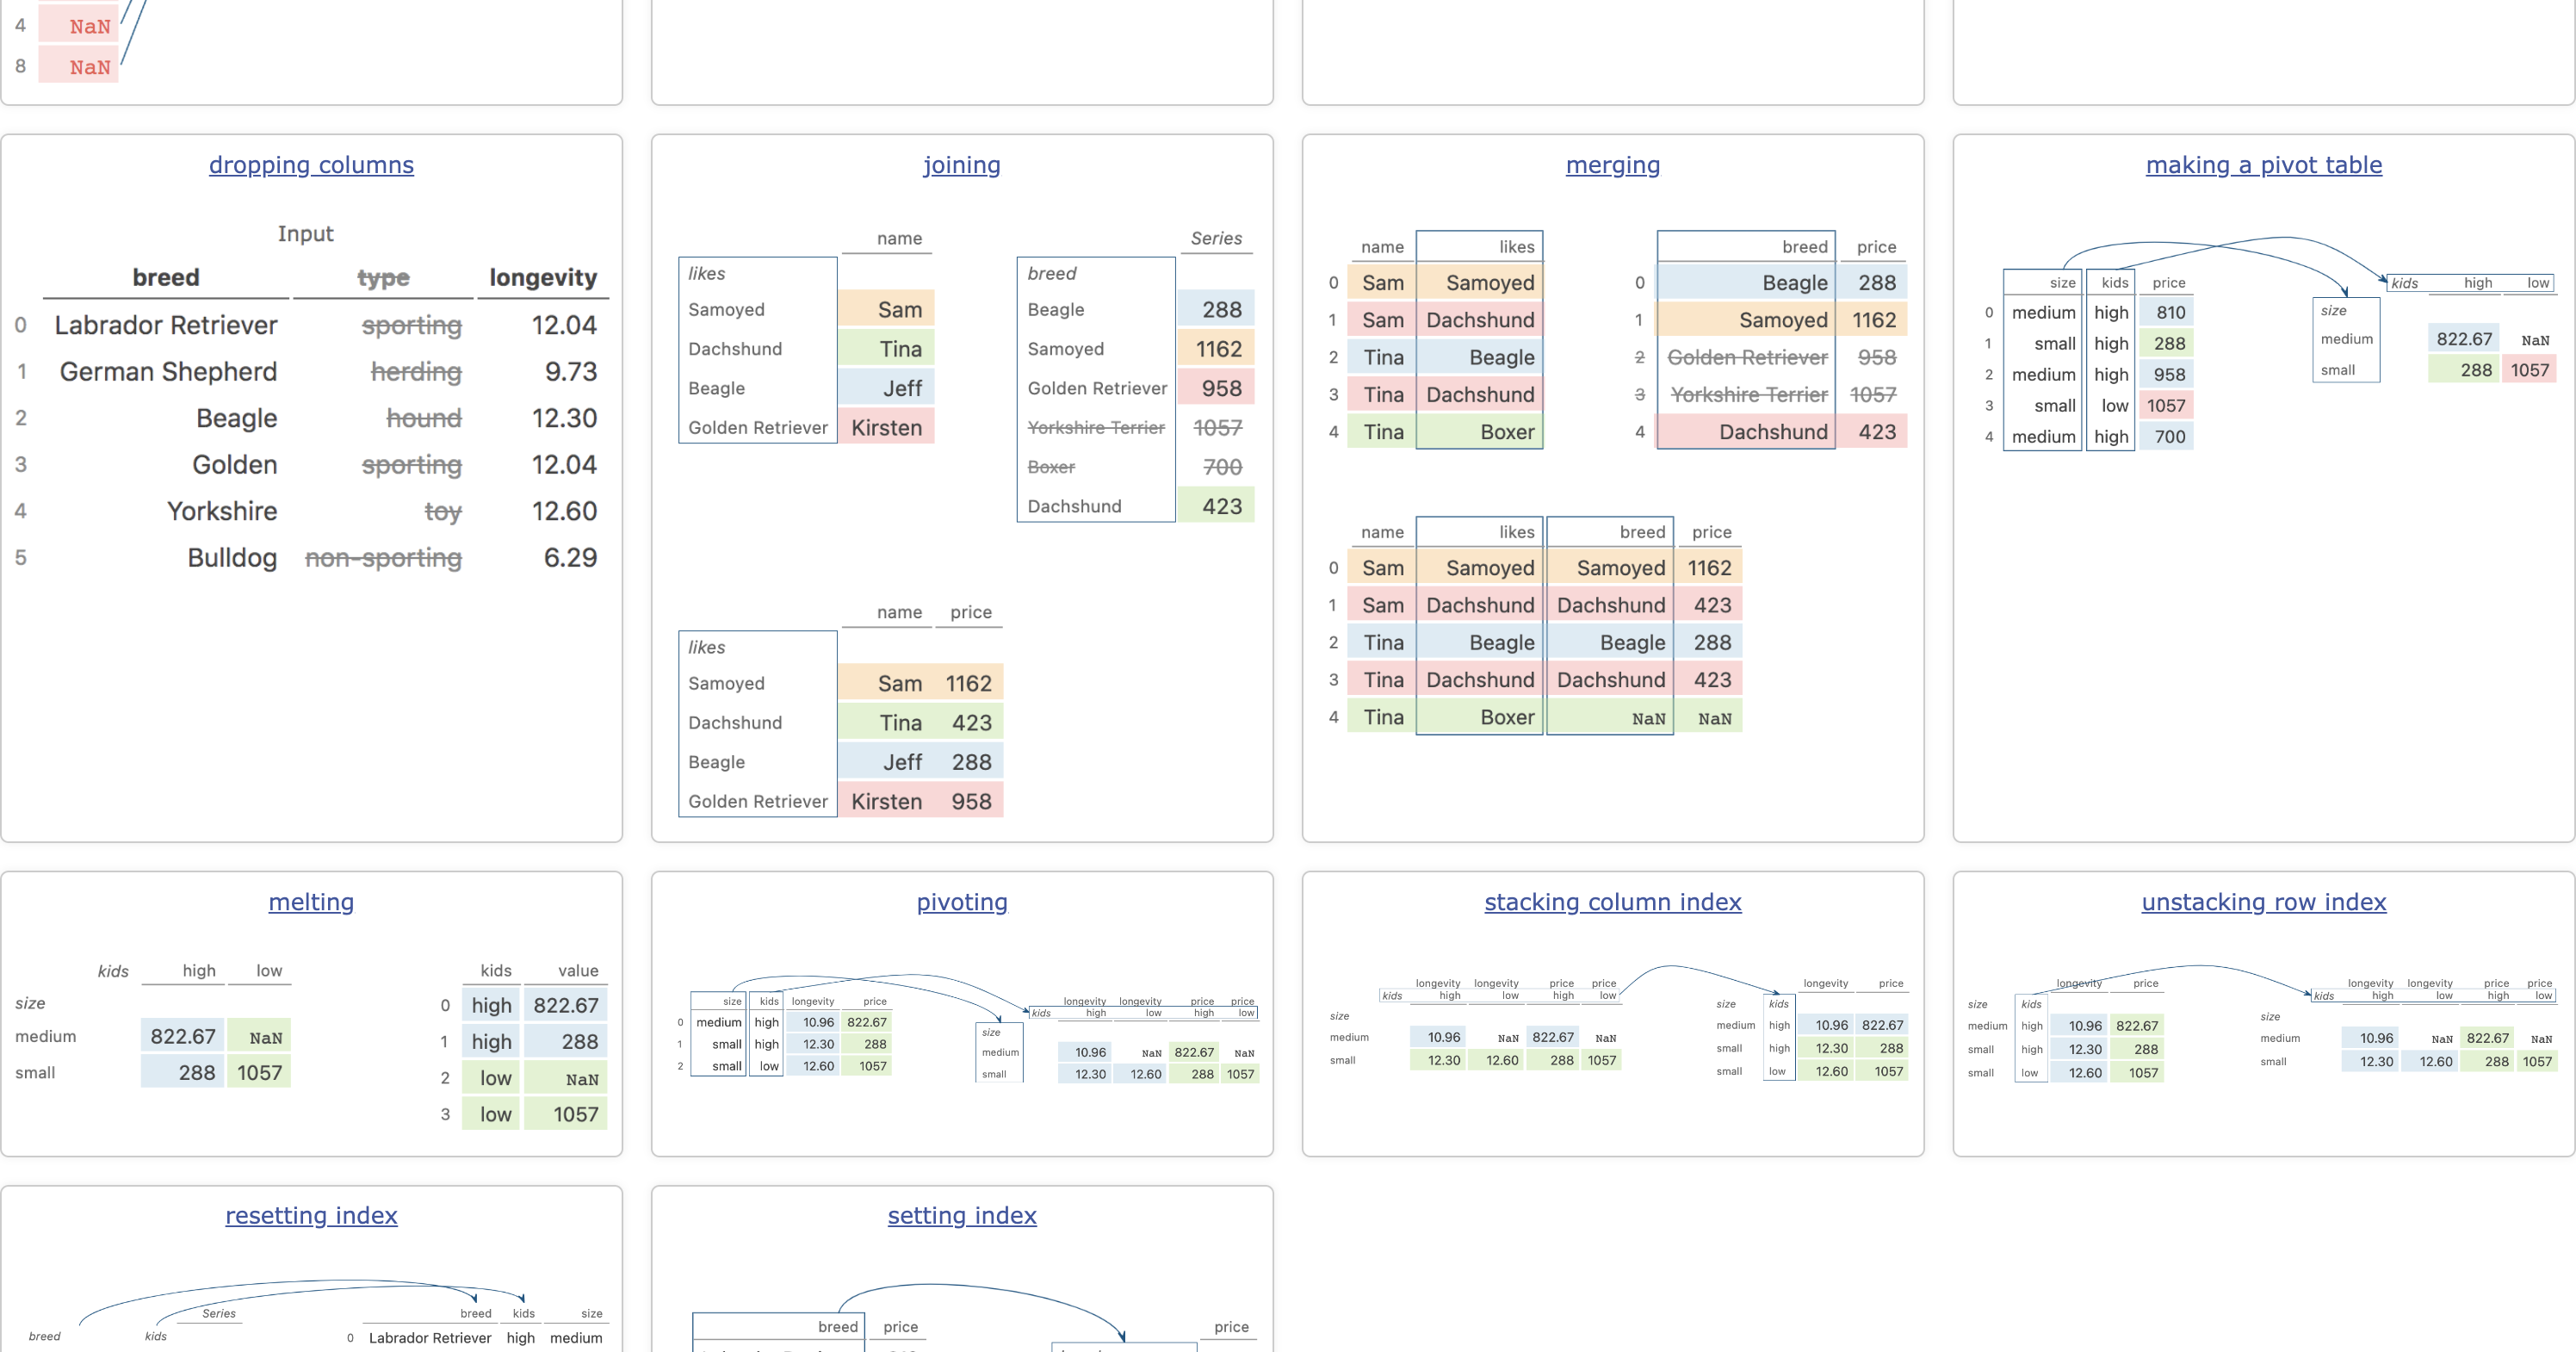 4 NaN
8 NaN
dropping columns
Input
breed type longevity
0 Labrador Retriever sporting 12.04
1 German Shepherd herding 9.73
2 Beagle hound 12.30
3 Golden sporting 12.04
4 Yorkshire toy 12.60
5 Bulldog non-sporting 6.29
joining
name
likes
Samoyed Sam
Dachshund Tina
Beagle Jeff
Golden Retriever Kirsten
Series
breed
Beagle 288
Samoyed 1162
Golden Retriever 958
Yorkshire Terrier 1057
Boxer 700
Dachshund 423
name price
likes
Samoyed Sam 1162
Dachshund Tina 423
Beagle Jeff 288
Golden Retriever Kirsten 958
merging
name likes
0 Sam Samoyed
1 Sam Dachshund
2 Tina Beagle
3 Tina Dachshund
4 Tina Boxer
breed price
0 Beagle 288
1 Samoyed 1162
2 Golden Retriever 958
3 Yorkshire Terrier 1057
4 Dachshund 423
name likes breed price
0 Sam Samoyed Samoyed 1162
1 Sam Dachshund Dachshund 423
2 Tina Beagle Beagle 288
3 Tina Dachshund Dachshund 423
4 Tina Boxer NaN NaN
making a pivot table
size kids price
0 medium high 810
1 small high 288
2 medium high 958
3 small low 1057
4 medium high 700
kids high low
size
medium 822.67 NaN
small 288 1057
melting
kids high low
size
medium 822.67 NaN
small 288 1057
kids value
0 high 822.67
1 high 288
2 low NaN
3 low 1057
pivoting
size kids longevity price
0 medium high 10.96 822.67
1 small high 12.30 288
2 small low 12.60 1057
longevity longevity price price
kids high low high low
size
medium 10.96 NaN 822.67 NaN
small 12.30 12.60 288 1057
stacking column index
longevity longevity price price
kids high low high low
size
medium 10.96 NaN 822.67 NaN
small 12.30 12.60 288 1057
longevity price
size kids
medium high 10.96 822.67
small high 12.30 288
small low 12.60 1057
unstacking row index
longevity price
size kids
medium high 10.96 822.67
small high 12.30 288
small low 12.60 1057
longevity longevity price price
kids high low high low
size
medium 10.96 NaN 822.67 NaN
small 12.30 12.60 288 1057
resetting index
Series
breed kids
breed kids size
0 Labrador Retriever high medium
setting index
breed price
price